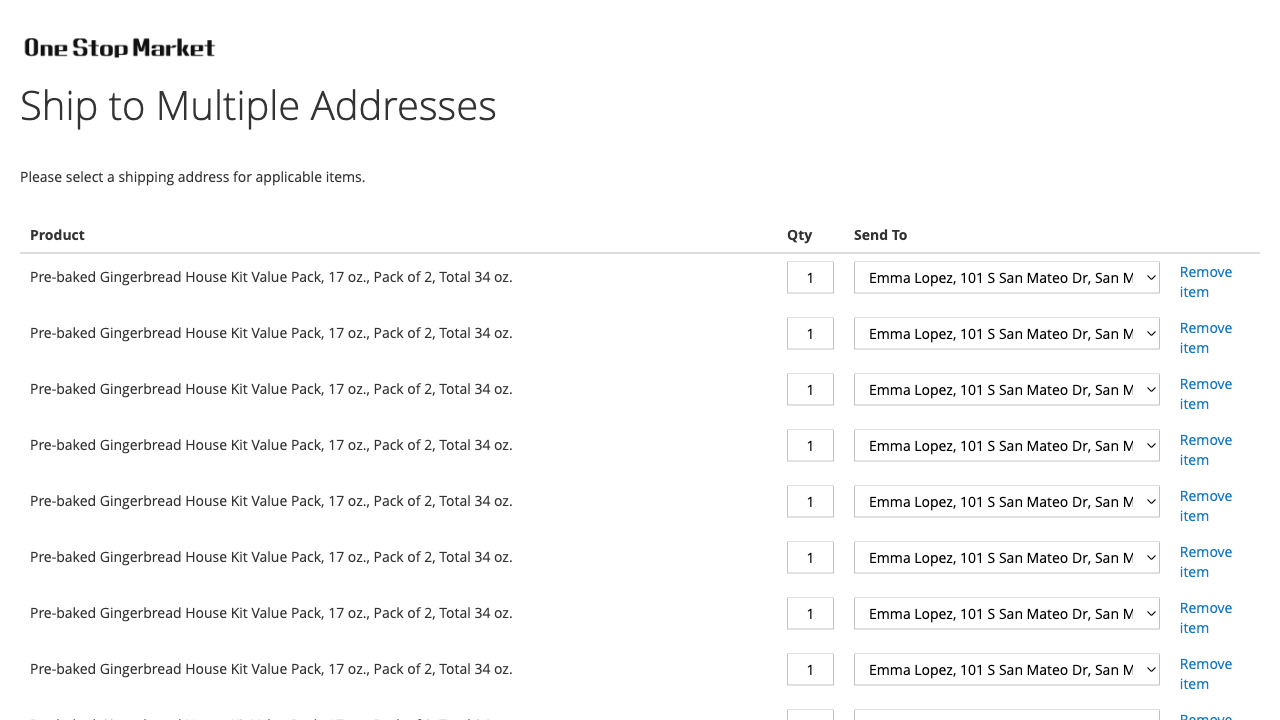 One Stop Market
Ship to Multiple Addresses
Please select a shipping address for applicable items.
Product Qty Send To
Pre-baked Gingerbread House Kit Value Pack, 17 oz., Pack of 2, Total 34 oz. 1 Emma Lopez, 101 S San Mateo Dr, San M Remove
item
Pre-baked Gingerbread House Kit Value Pack, 17 oz., Pack of 2, Total 34 oz. 1 Emma Lopez, 101 S San Mateo Dr, San M Remove
item
Pre-baked Gingerbread House Kit Value Pack, 17 oz., Pack of 2, Total 34 oz. 1 Emma Lopez, 101 S San Mateo Dr, San M Remove
item
Pre-baked Gingerbread House Kit Value Pack, 17 oz., Pack of 2, Total 34 oz. 1 Emma Lopez, 101 S San Mateo Dr, San M Remove
item
Pre-baked Gingerbread House Kit Value Pack, 17 oz., Pack of 2, Total 34 oz. 1 Emma Lopez, 101 S San Mateo Dr, San M Remove
item
Pre-baked Gingerbread House Kit Value Pack, 17 oz., Pack of 2, Total 34 oz. 1 Emma Lopez, 101 S San Mateo Dr, San M Remove
item
Pre-baked Gingerbread House Kit Value Pack, 17 oz., Pack of 2, Total 34 oz. 1 Emma Lopez, 101 S San Mateo Dr, San M Remove
item
Pre-baked Gingerbread House Kit Value Pack, 17 oz., Pack of 2, Total 34 oz. 1 Emma Lopez, 101 S San Mateo Dr, San M Remove
item
Remove